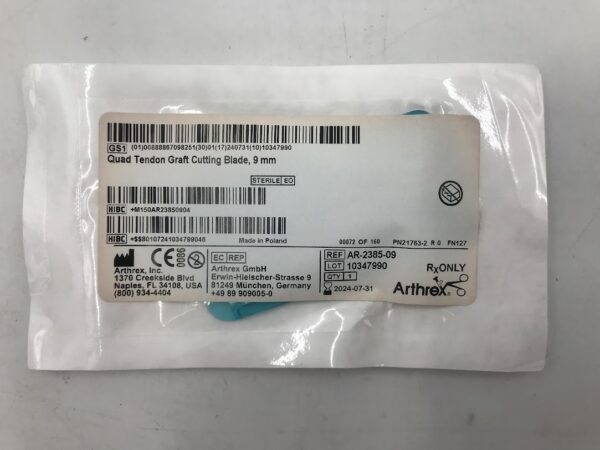 GS1 (01)00888867098251(30)01(17)240731(10)10347990
Quad Tendon Graft Cutting Blade, 9 mm
STERILE EO
HIBC +M150AR23850904
HIBC +$$80107241034799046
Made in Poland
00072 OF 160
PN21763-2 R 0 FN127
CE 0086
Arthrex, Inc.
1370 Creekside Blvd
Naples, FL 34108, USA
(800) 934-4404
EC REP
Arthrex GmbH
Erwin-Hielscher-Strasse 9
81249 München, Germany
+49 89 909005-0
REF AR-2385-09
LOT 10347990
QTY 1
2024-07-31
RxONLY
Arthrex